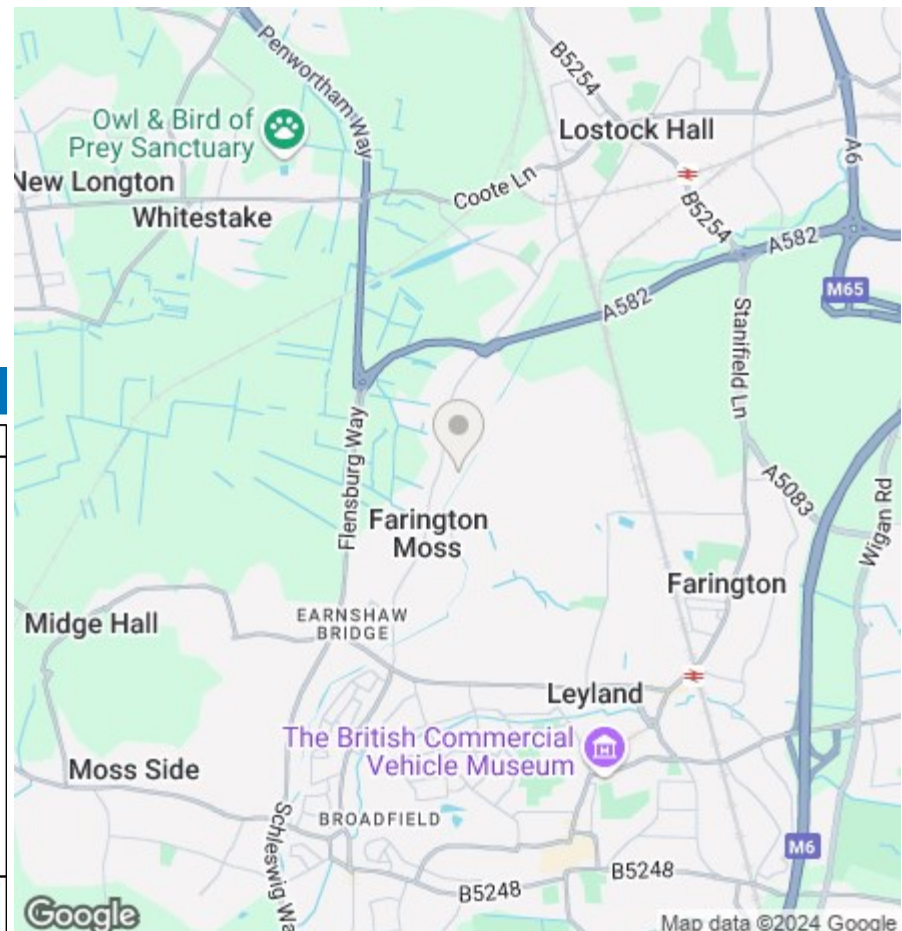 Penwortham Way
B5254
Owl & Bird of
Prey Sanctuary
Lostock Hall
A6
New Longton
Coote Ln
Whitestake
B5254
A582
M65
A582
Stanifield Ln
Flensburg Way
A5083
Wigan Rd
Farington
Moss
Farington
Midge Hall
EARNSHAW
BRIDGE
Leyland
The British Commercial
Vehicle Museum
Moss Side
BROADFIELD
Schleswig Wa
M6
B5248
B5248
Google
Map data ©2024 Google